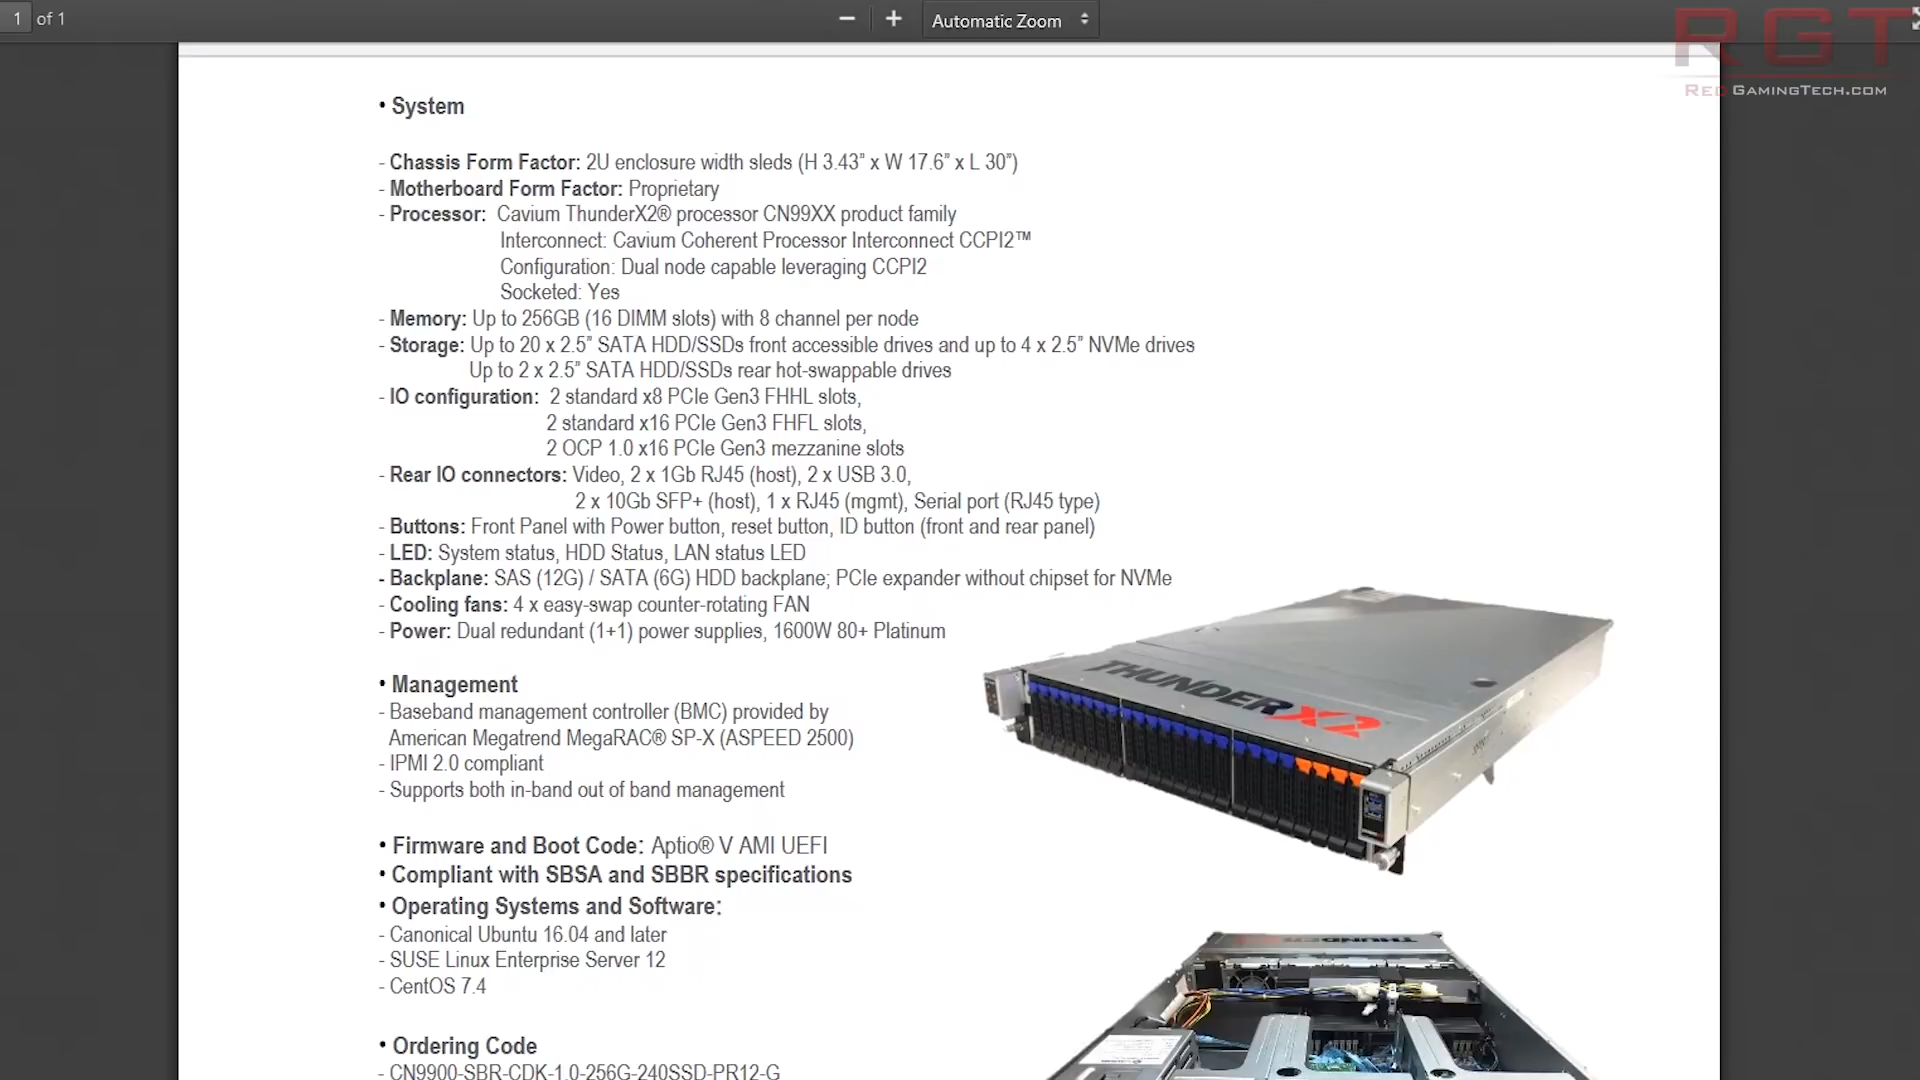 1 of 1
Automatic Zoom
RGT
RED GAMINGTECH.COM
• System
- Chassis Form Factor: 2U enclosure width sleds (H 3.43” x W 17.6” x L 30”)
- Motherboard Form Factor: Proprietary
- Processor: Cavium ThunderX2® processor CN99XX product family
Interconnect: Cavium Coherent Processor Interconnect CCPI2™
Configuration: Dual node capable leveraging CCPI2
Socketed: Yes
- Memory: Up to 256GB (16 DIMM slots) with 8 channel per node
- Storage: Up to 20 x 2.5” SATA HDD/SSDs front accessible drives and up to 4 x 2.5” NVMe drives
Up to 2 x 2.5” SATA HDD/SSDs rear hot-swappable drives
- IO configuration: 2 standard x8 PCIe Gen3 FHHL slots,
2 standard x16 PCIe Gen3 FHFL slots,
2 OCP 1.0 x16 PCIe Gen3 mezzanine slots
- Rear IO connectors: Video, 2 x 1Gb RJ45 (host), 2 x USB 3.0,
2 x 10Gb SFP+ (host), 1 x RJ45 (mgmt), Serial port (RJ45 type)
- Buttons: Front Panel with Power button, reset button, ID button (front and rear panel)
- LED: System status, HDD Status, LAN status LED
- Backplane: SAS (12G) / SATA (6G) HDD backplane; PCIe expander without chipset for NVMe
- Cooling fans: 4 x easy-swap counter-rotating FAN
- Power: Dual redundant (1+1) power supplies, 1600W 80+ Platinum
THUNDERX2
• Management
- Baseband management controller (BMC) provided by
American Megatrend MegaRAC® SP-X (ASPEED 2500)
- IPMI 2.0 compliant
- Supports both in-band out of band management
• Firmware and Boot Code: Aptio® V AMI UEFI
• Compliant with SBSA and SBBR specifications
• Operating Systems and Software:
- Canonical Ubuntu 16.04 and later
- SUSE Linux Enterprise Server 12
- CentOS 7.4
• Ordering Code
- CN9900-SBR-CDK-1.0-256G-240SSD-PR12-G